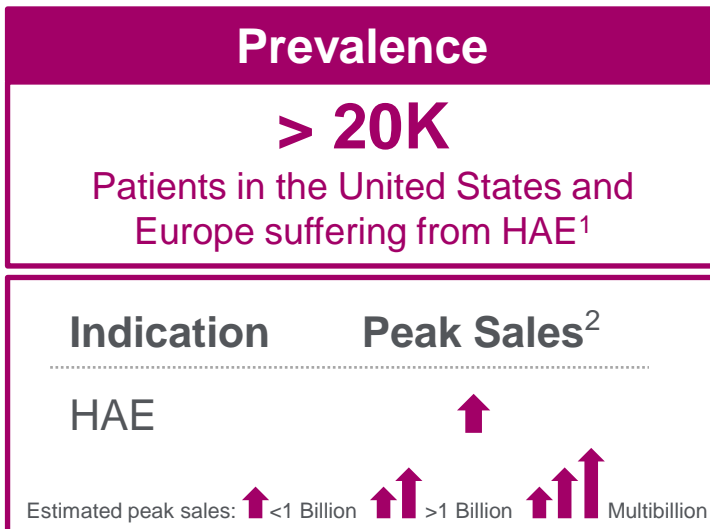 Prevalence
> 20K
Patients in the United States and
Europe suffering from HAE¹
Indication Peak Sales²
HAE
Estimated peak sales: <1 Billion >1 Billion Multibillion